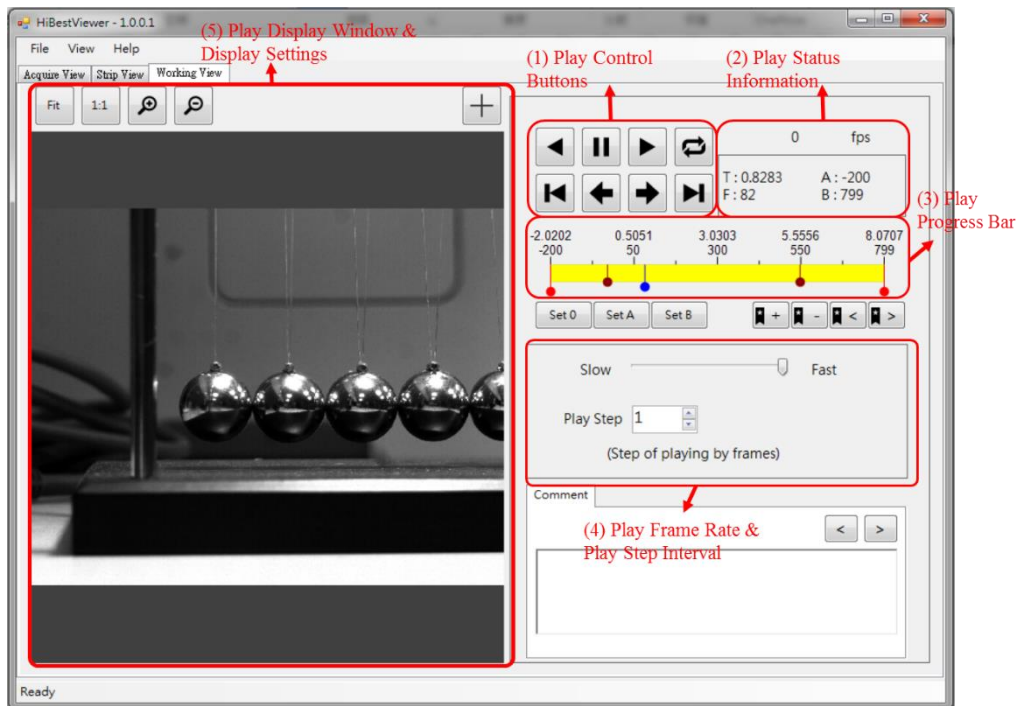 HiBestViewer - 1.0.0.1
File View Help
(5) Play Display Window &
Display Settings
Acquire View Strip View Working View
(1) Play Control
Buttons
(2) Play Status
Information
Fit 1:1
0 fps
T : 0.8283 A : -200
F : 82 B : 799
(3) Play
Progress Bar
-2.0202 0.5051 3.0303 5.5556 8.0707
-200 50 300 550 799
Set 0 Set A Set B + - < >
Slow Fast
Play Step 1
(Step of playing by frames)
Comment
(4) Play Frame Rate &
Play Step Interval
< >
Ready